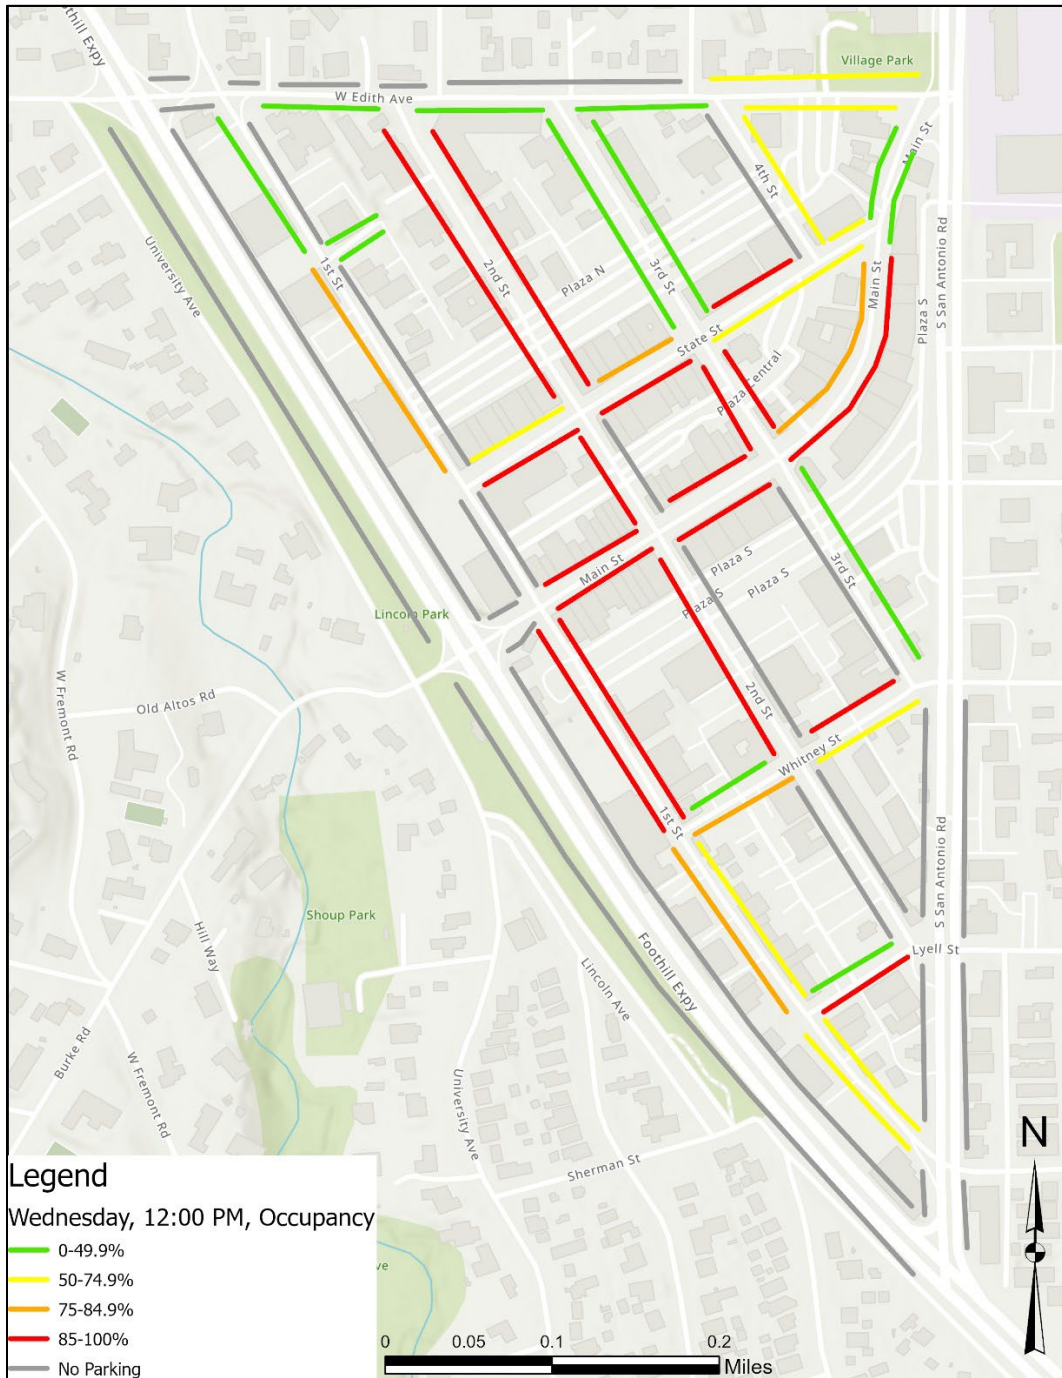 oothill Expy
Village Park
W Edith Ave
Main St
4th St
S San Antonio Rd
University Ave
1st St
2nd St
Plaza N
3rd St
Main St
Plaza S
State St
Plaza Central
Main St
Plaza S
Plaza S
Plaza S
3rd St
Lincoln Park
W Fremont Rd
Old Altos Rd
2nd St
Whitney St
1st St
S San Antonio Rd
Shoup Park
Hill Way
Foothill Expy
Lyell St
Lincoln Ave
Burke Rd
W Fremont Rd
University Ave
Sherman St
N
Legend
Wednesday, 12:00 PM, Occupancy
0-49.9%
50-74.9%
75-84.9%
85-100%
No Parking
ve
0 0.05 0.1 0.2
Miles